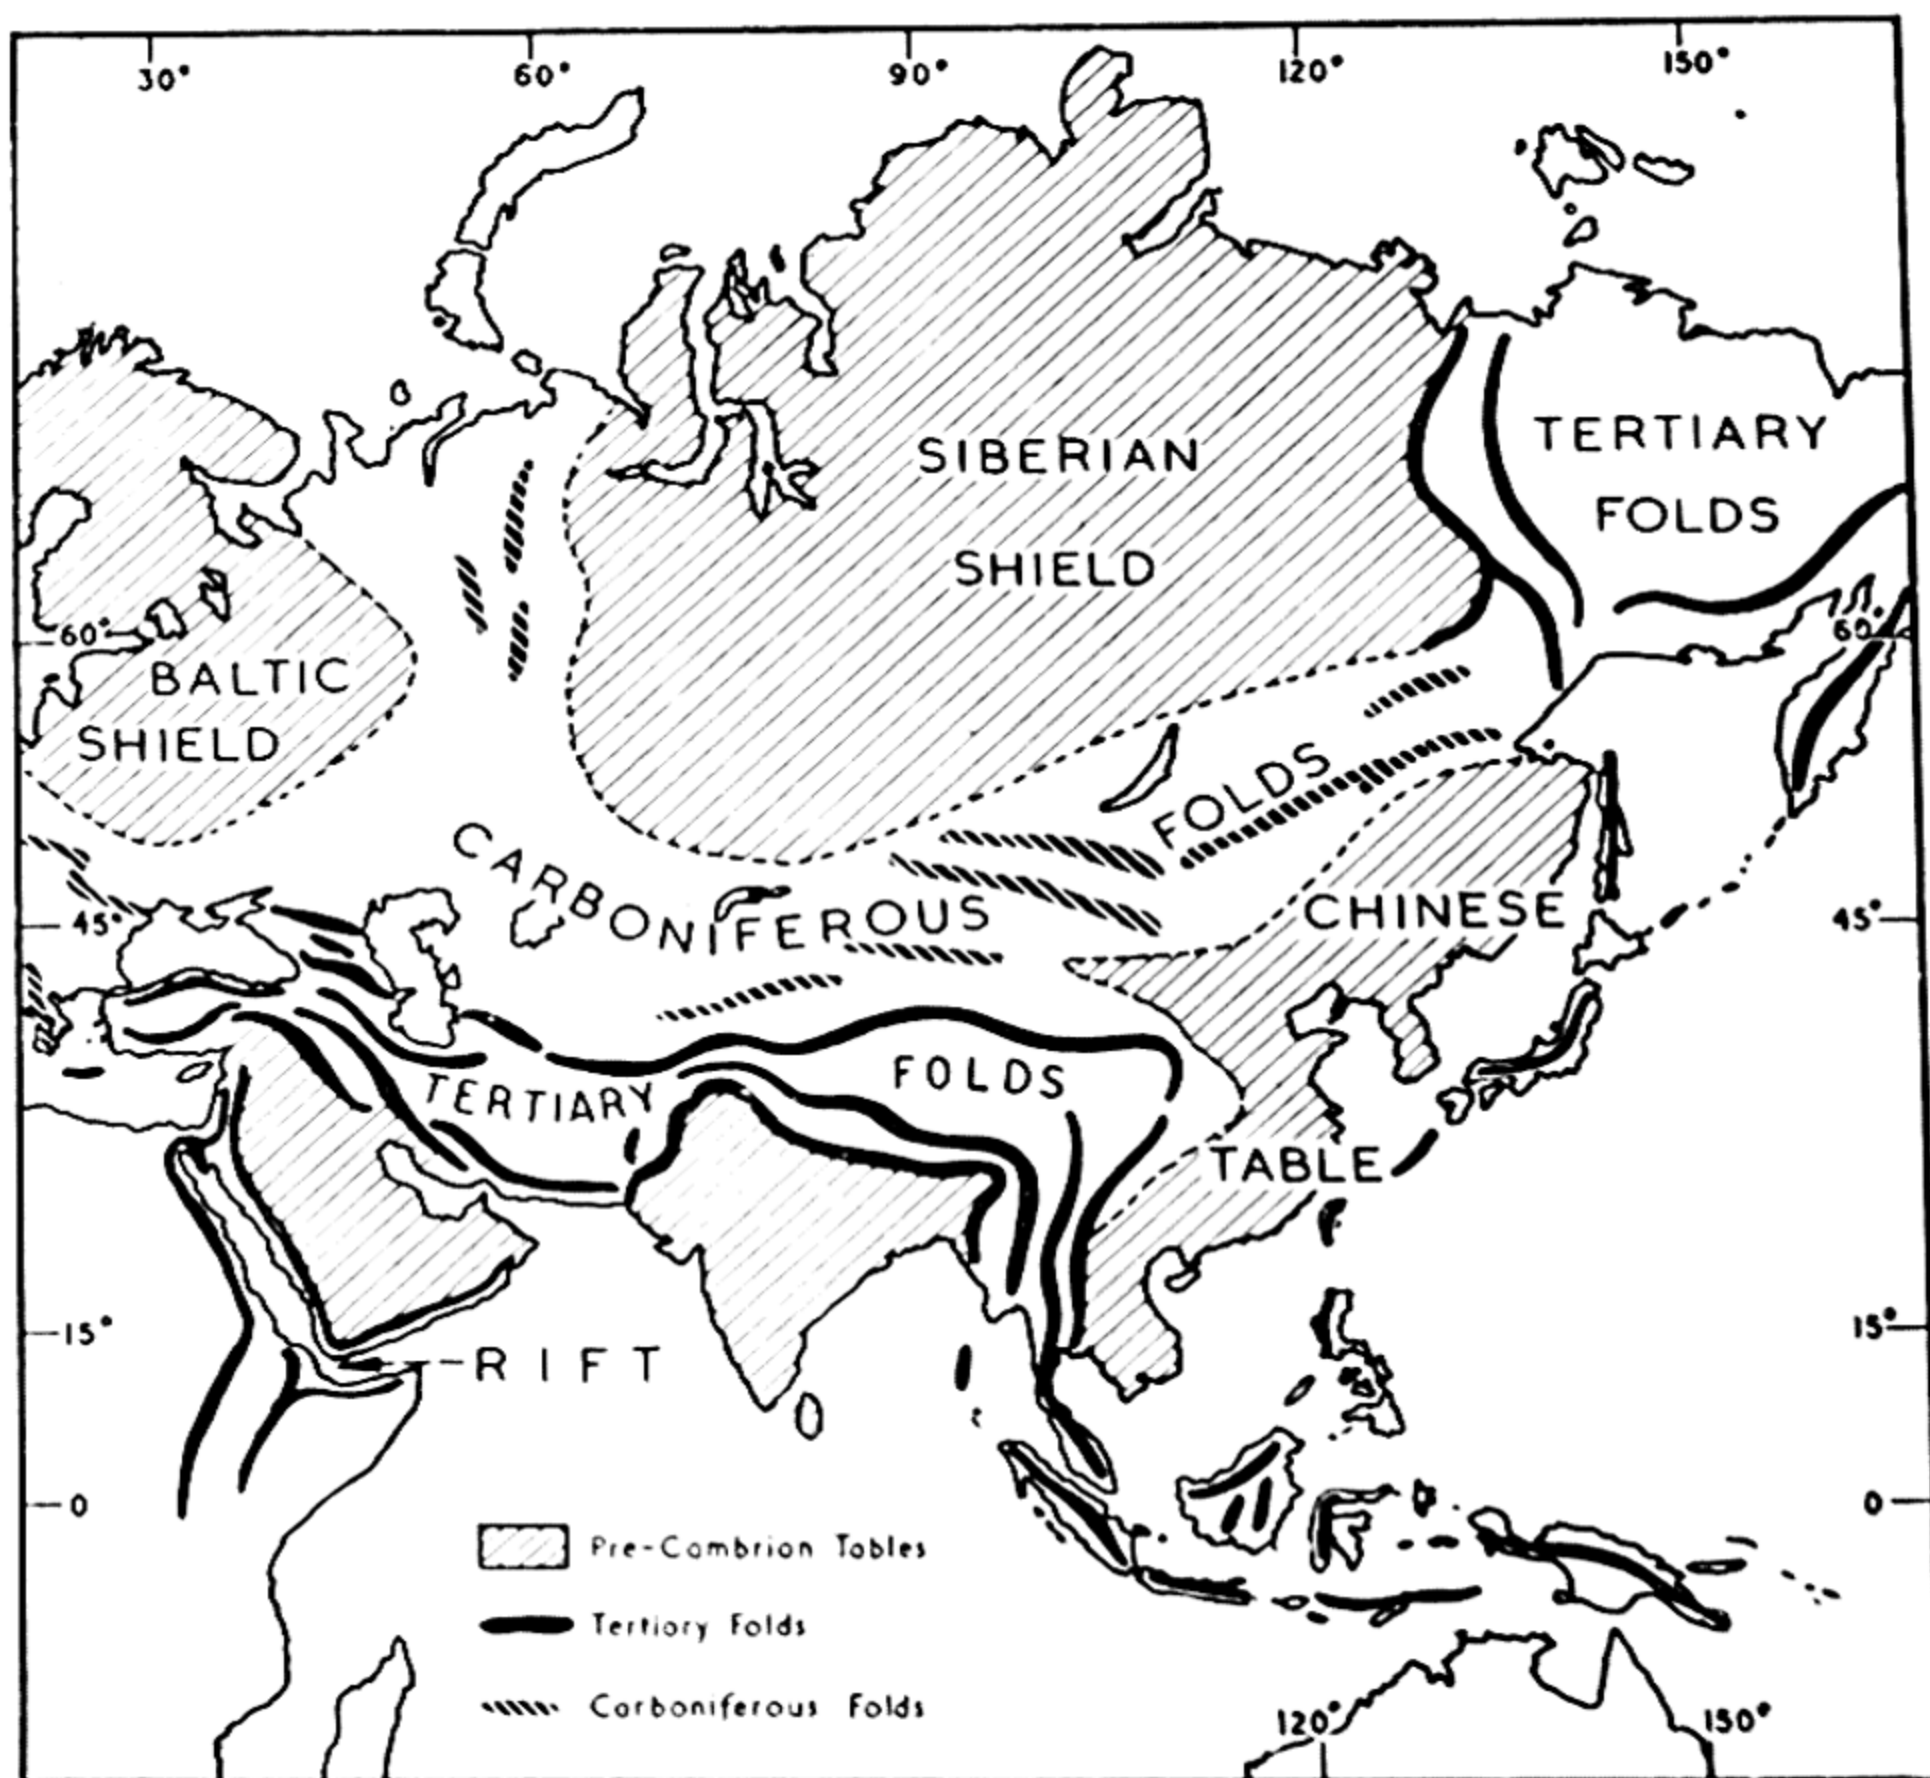 30° 60° 90° 120° 150°
SIBERIAN
SHIELD
TERTIARY
FOLDS
60° 60°
BALTIC
SHIELD
CARBONIFEROUS FOLDS
45° 45°
CHINESE
TABLE
TERTIARY FOLDS
15° 15°
RIFT
0 0
Pre-Cambrian Tables
Tertiary Folds
Carboniferous Folds
120° 150°